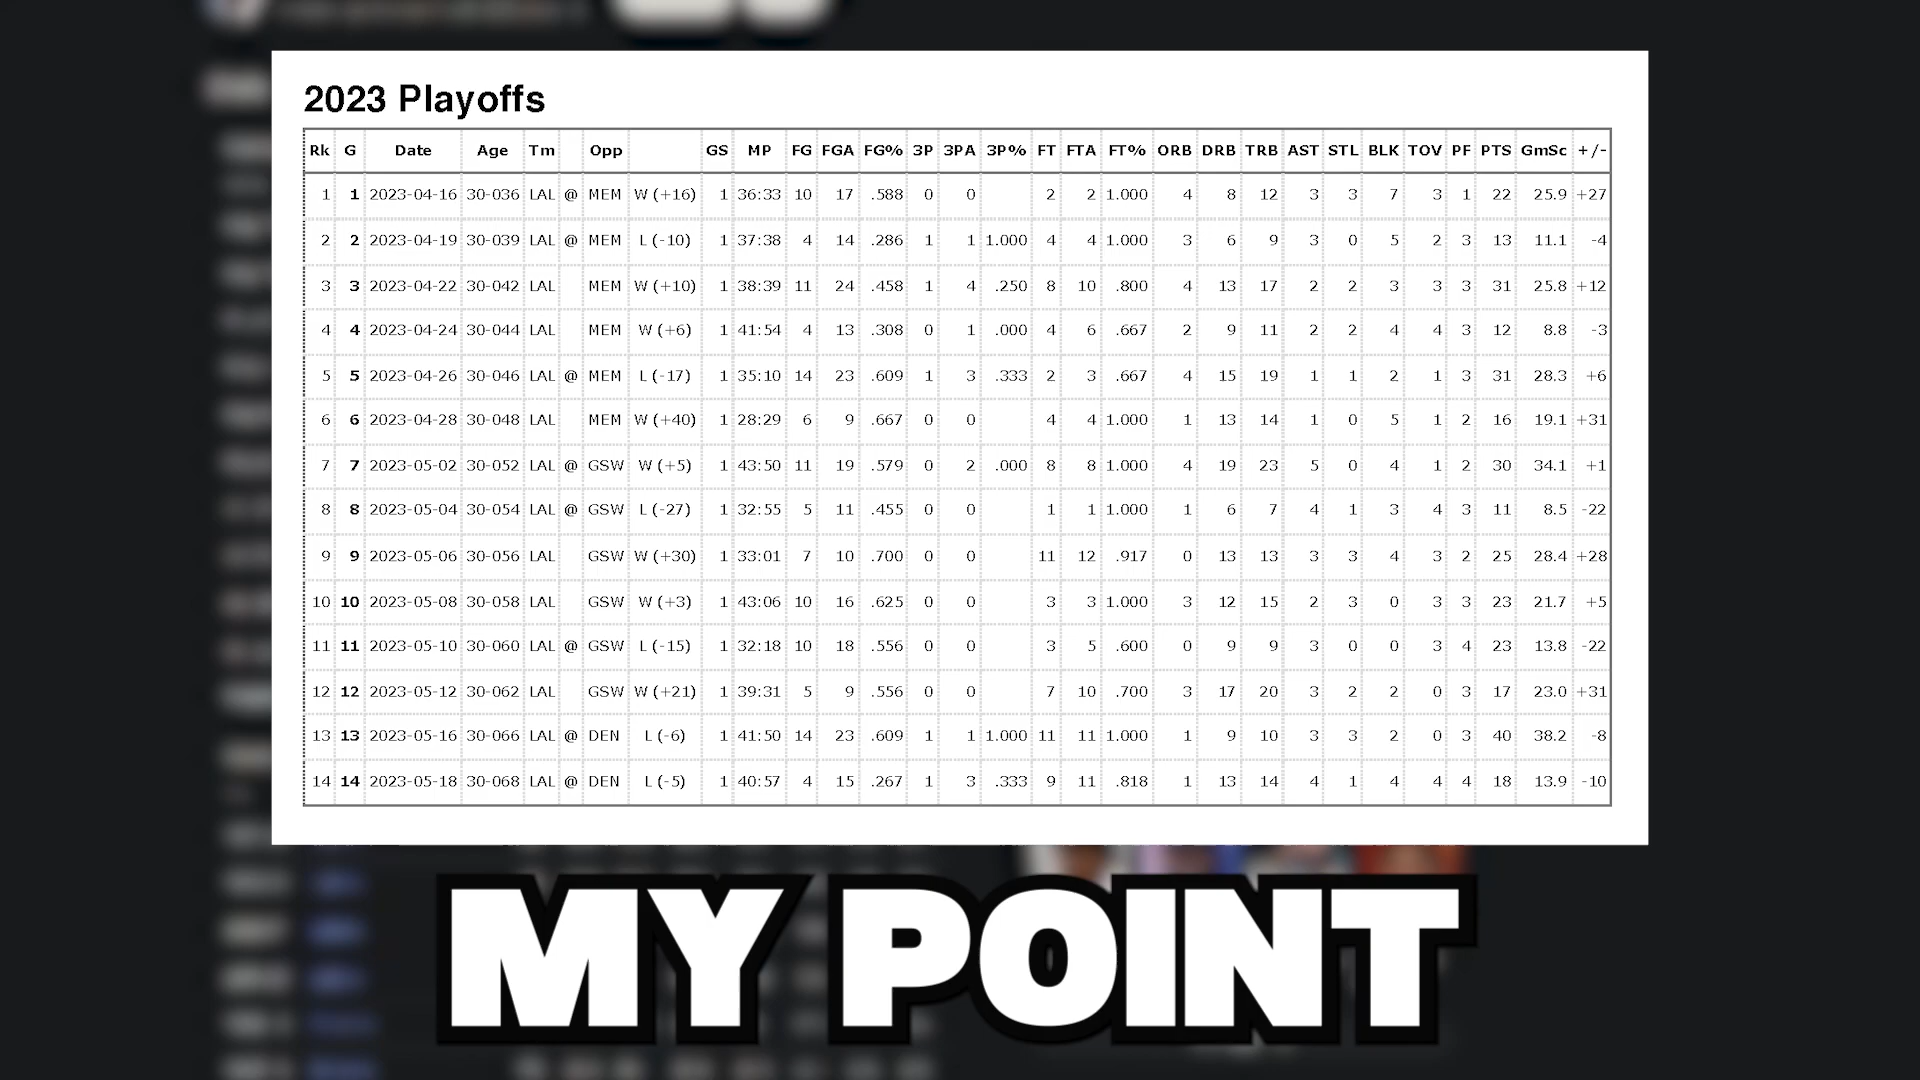 2023 Playoffs
Rk G Date Age Tm Opp GS MP FG FGA FG% 3P 3PA 3P% FT FTA FT% ORB DRB TRB AST STL BLK TOV PF PTS GmSc +/-
1 1 2023-04-16 30-036 LAL @ MEM W (+16) 1 36:33 10 17 .588 0 0 2 2 1.000 4 8 12 3 3 7 3 1 22 25.9 +27
2 2 2023-04-19 30-039 LAL @ MEM L (-10) 1 37:38 4 14 .286 1 1 1.000 4 4 1.000 3 6 9 3 0 5 2 3 13 11.1 -4
3 3 2023-04-22 30-042 LAL MEM W (+10) 1 38:39 11 24 .458 1 4 .250 8 10 .800 4 13 17 2 2 3 3 3 31 25.8 +12
4 4 2023-04-24 30-044 LAL MEM W (+6) 1 41:54 4 13 .308 0 1 .000 4 6 .667 2 9 11 2 2 4 4 3 12 8.8 -3
5 5 2023-04-26 30-046 LAL @ MEM L (-17) 1 35:10 14 23 .609 1 3 .333 2 3 .667 4 15 19 1 1 2 1 3 31 28.3 +6
6 6 2023-04-28 30-048 LAL MEM W (+40) 1 28:29 6 9 .667 0 0 4 4 1.000 1 13 14 1 0 5 1 2 16 19.1 +31
7 7 2023-05-02 30-052 LAL @ GSW W (+5) 1 43:50 11 19 .579 0 2 .000 8 8 1.000 4 19 23 5 0 4 1 2 30 34.1 +1
8 8 2023-05-04 30-054 LAL @ GSW L (-27) 1 32:55 5 11 .455 0 0 1 1 1.000 1 6 7 4 1 3 4 3 11 8.5 -22
9 9 2023-05-06 30-056 LAL GSW W (+30) 1 33:01 7 10 .700 0 0 11 12 .917 0 13 13 3 3 4 3 2 25 28.4 +28
10 10 2023-05-08 30-058 LAL GSW W (+3) 1 43:06 10 16 .625 0 0 3 3 1.000 3 12 15 2 3 0 3 3 23 21.7 +5
11 11 2023-05-10 30-060 LAL @ GSW L (-15) 1 32:18 10 18 .556 0 0 3 5 .600 0 9 9 3 0 0 3 4 23 13.8 -22
12 12 2023-05-12 30-062 LAL GSW W (+21) 1 39:31 5 9 .556 0 0 7 10 .700 3 17 20 3 2 2 0 3 17 23.0 +31
13 13 2023-05-16 30-066 LAL @ DEN L (-6) 1 41:50 14 23 .609 1 1 1.000 11 11 1.000 1 9 10 3 3 2 0 3 40 38.2 -8
14 14 2023-05-18 30-068 LAL @ DEN L (-5) 1 40:57 4 15 .267 1 3 .333 9 11 .818 1 13 14 4 1 4 4 4 18 13.9 -10
MY POINT